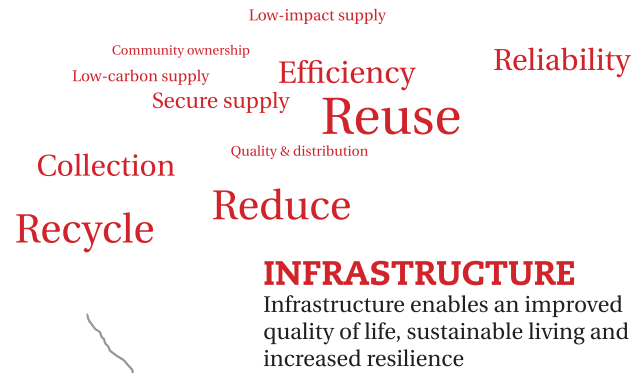 Low-impact supply
Community ownership
Reliability
Efficiency
Low-carbon supply
Secure supply
Reuse
Quality & distribution
Collection
Reduce
Recycle
INFRASTRUCTURE
Infrastructure enables an improved
quality of life, sustainable living and
increased resilience